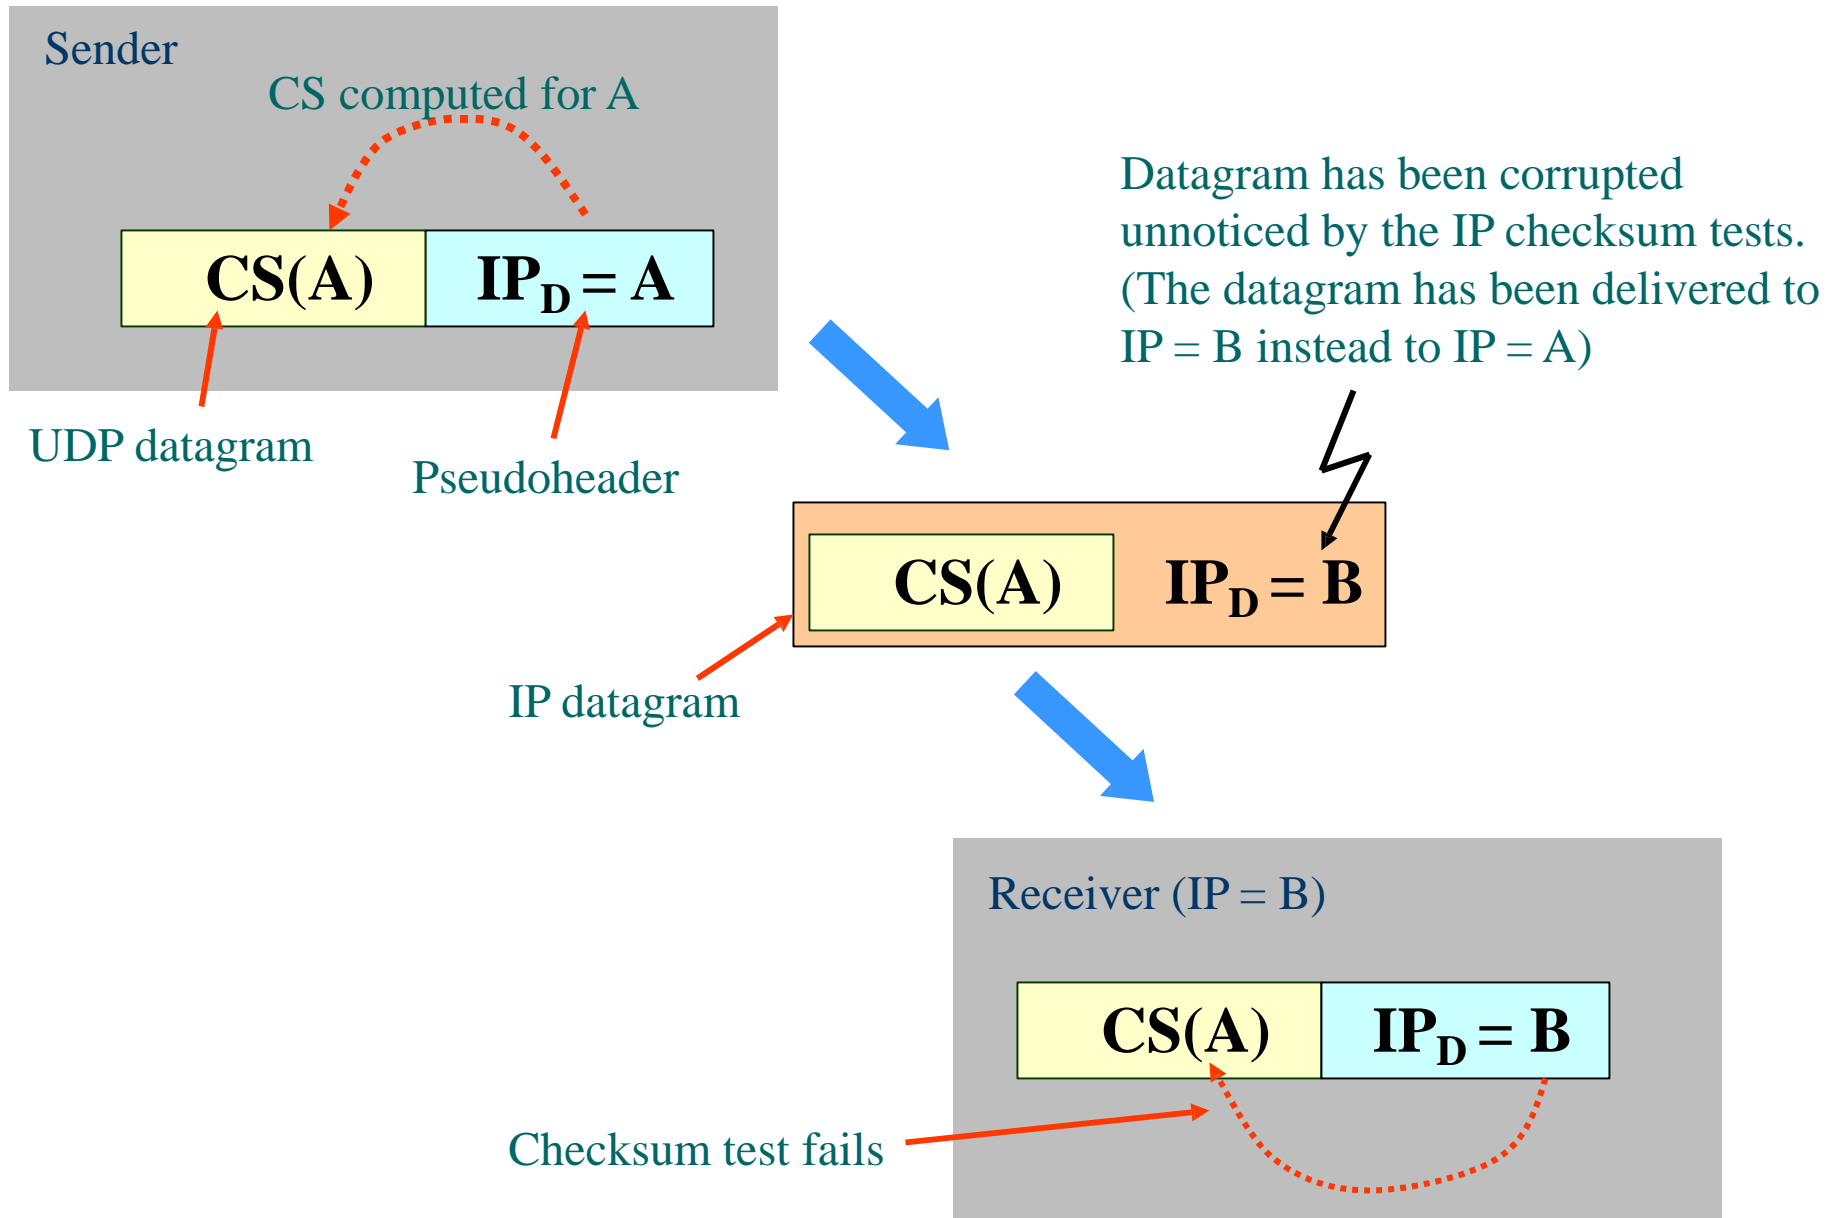 Sender
CS computed for A
CS(A)
IPD = A
UDP datagram
Pseudoheader
Datagram has been corrupted
unnoticed by the IP checksum tests.
(The datagram has been delivered to
IP = B instead to IP = A)
CS(A)
IPD = B
IP datagram
Receiver (IP = B)
CS(A)
IPD = B
Checksum test fails